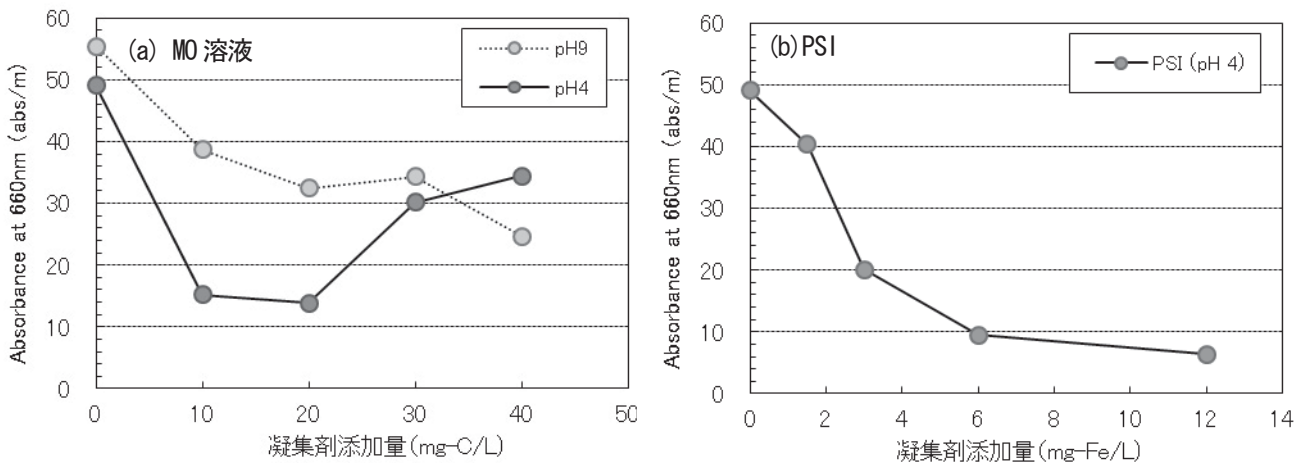 (a) MO 溶液
pH9
pH4
60
50
40
30
20
10
0
Absorbance at 660nm (abs/m)
0 10 20 30 40 50
凝集剤添加量(mg-C/L)
(b)PSI
PSI (pH 4)
60
50
40
30
20
10
0
Absorbance at 660nm (abs/m)
0 2 4 6 8 10 12 14
凝集剤添加量(mg-Fe/L)